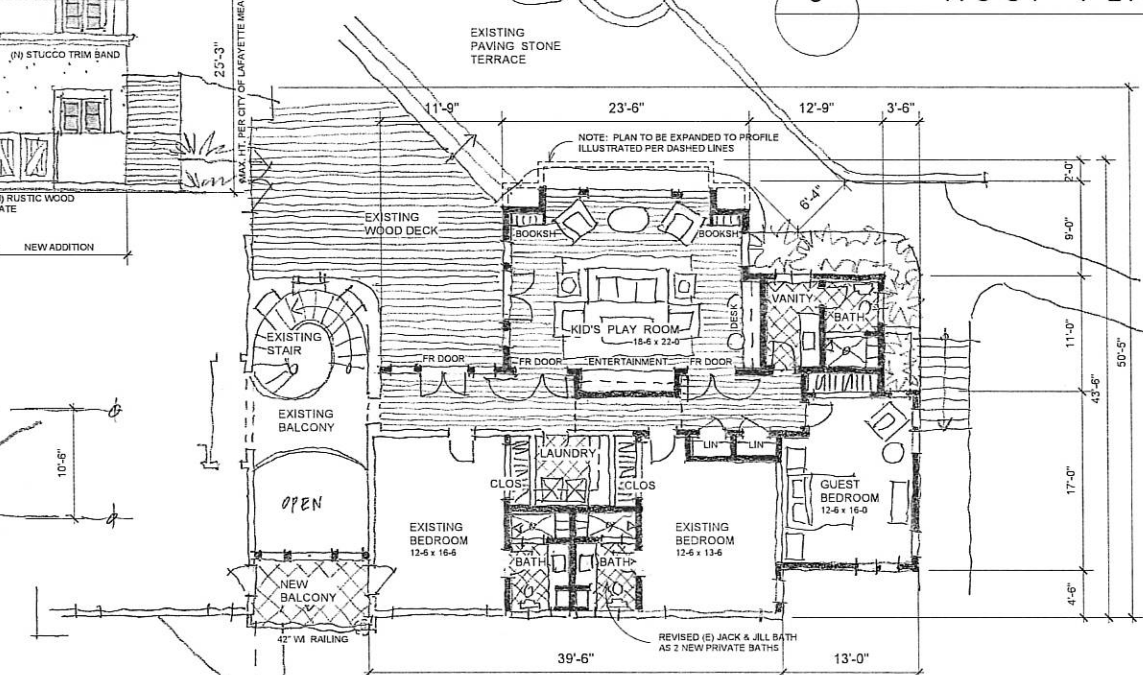 (N) STUCCO TRIM BAND
25'-3"
MAX. HT. PER CITY OF LAFAYETTE
RUSTIC WOOD
NEW ADDITION
EXISTING
PAVING STONE
TERRACE
11'-9"
23'-6"
12'-9"
3'-6"
NOTE: PLAN TO BE EXPANDED TO PROFILE
ILLUSTRATED PER DASHED LINES
2'-0"
6'-4"
9'-0"
EXISTING
WOOD DECK
BOOKSH
BOOKSH
VANITY
BATH
DESK
KID'S PLAY ROOM
18-6 x 22-0
11'-0"
50'-5"
43'-6"
EXISTING
STAIR
FR DOOR
FR DOOR
ENTERTAINMENT
FR DOOR
EXISTING
BALCONY
10'-6"
LIN
LIN
LAUNDRY
CLOS
CLOS
GUEST
BEDROOM
12-6 x 16-0
17'-0"
OPEN
EXISTING
BEDROOM
12-6 x 16-6
EXISTING
BEDROOM
12-6 x 13-6
BATH
BATH
NEW
BALCONY
4'-6"
42" WI RAILING
REVISED (E) JACK & JILL BATH
AS 2 NEW PRIVATE BATHS
39'-6"
13'-0"